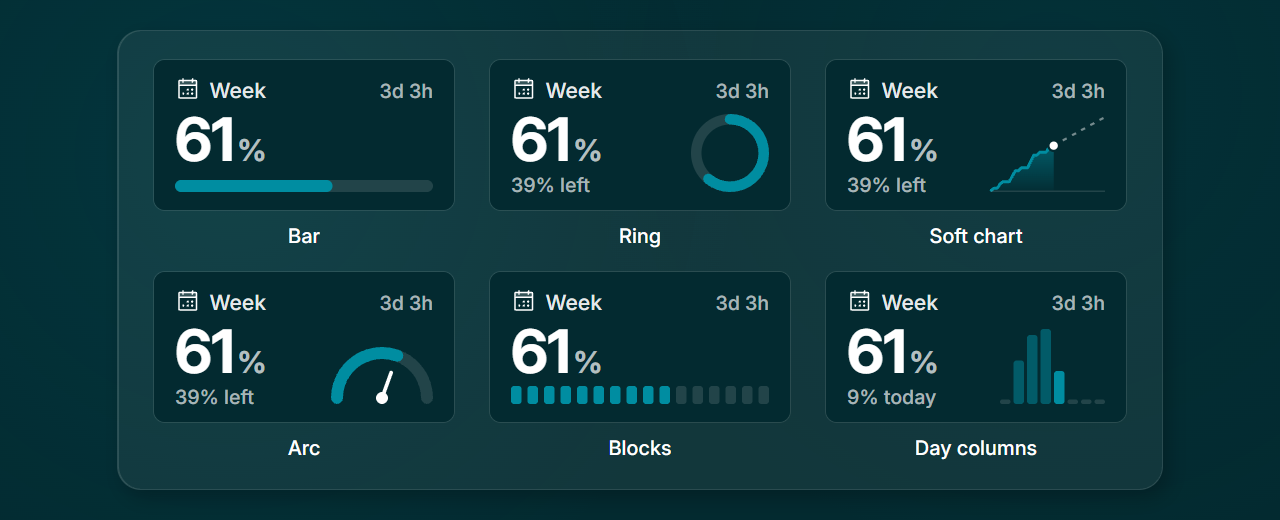 Week 3d 3h
61%
Bar
Week 3d 3h
61%
39% left
Ring
Week 3d 3h
61%
39% left
Soft chart
Week 3d 3h
61%
39% left
Arc
Week 3d 3h
61%
Blocks
Week 3d 3h
61%
9% today
Day columns